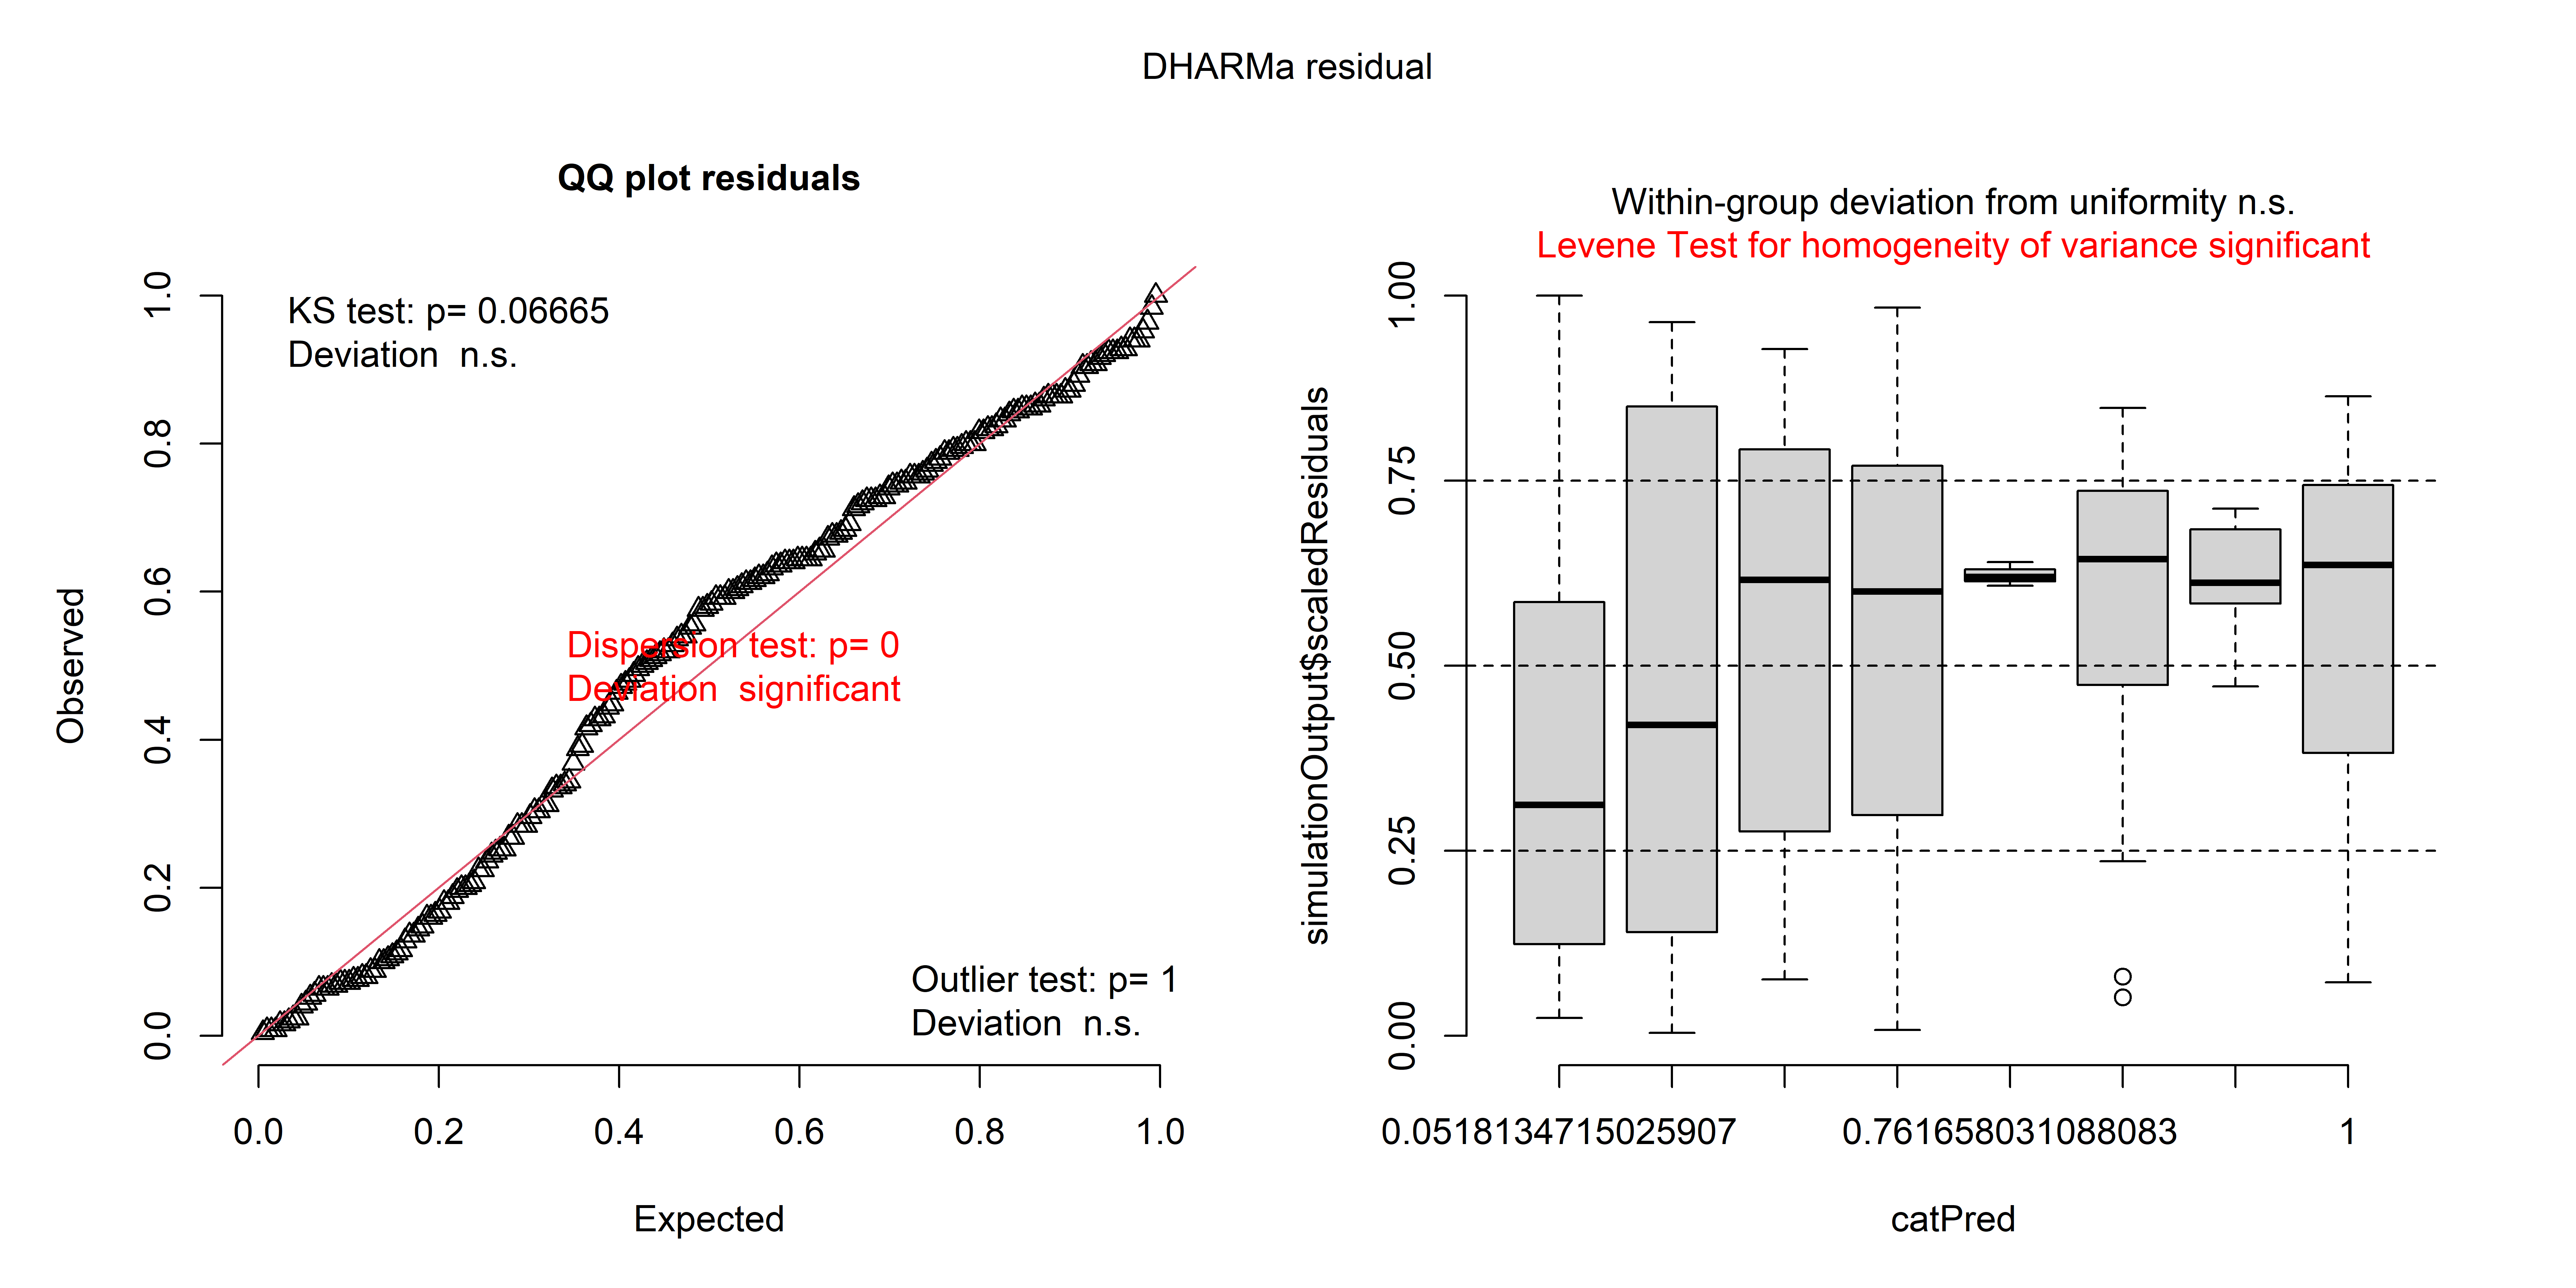 DHARMa residual
QQ plot residuals
KS test: p= 0.06665
Deviation  n.s.
Dispersion test: p= 0
Deviation  significant
Outlier test: p= 1
Deviation  n.s.
Observed
0.0
0.2
0.4
0.6
0.8
1.0
0.0
0.2
0.4
0.6
0.8
1.0
Expected
Within-group deviation from uniformity n.s.
Levene Test for homogeneity of variance significant
simulationOutput$scaledResiduals
0.00
0.25
0.50
0.75
1.00
0.0518134715025907
0.761658031088083
1
catPred